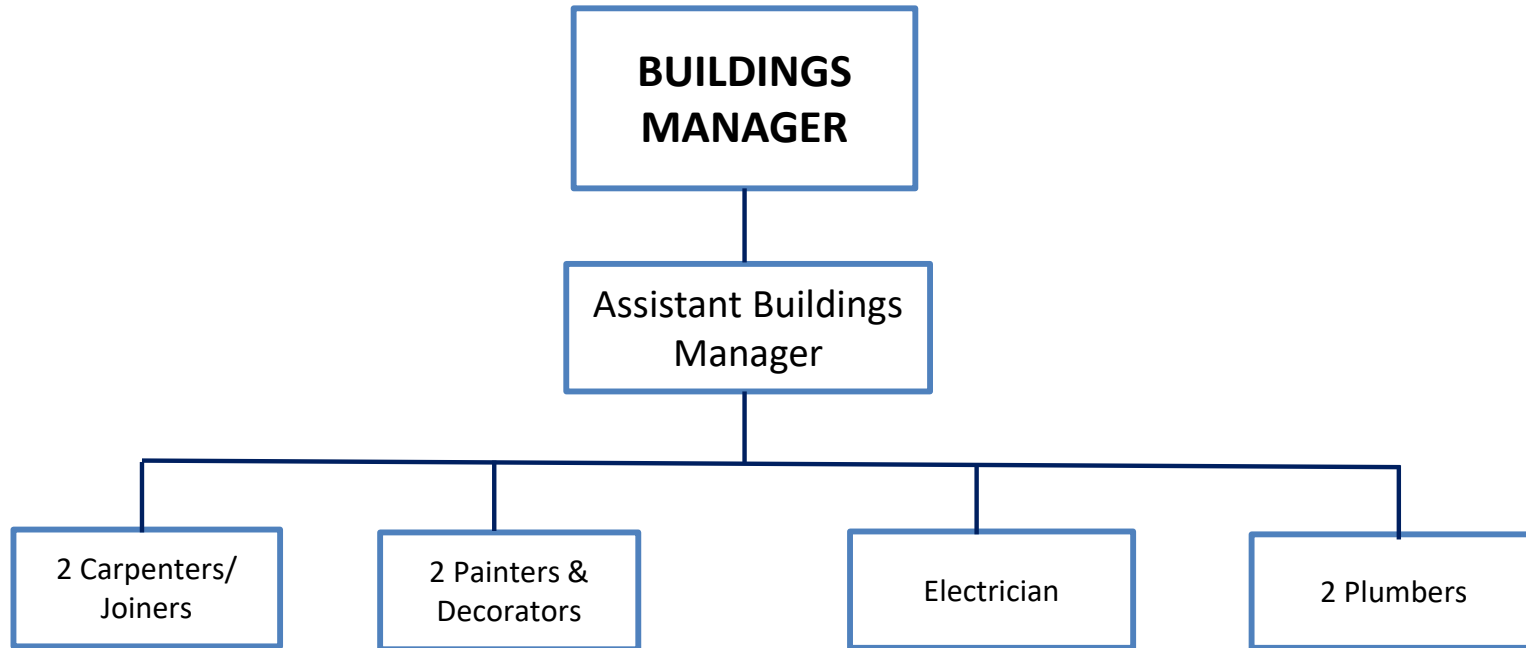 BUILDINGS
MANAGER
Assistant Buildings
Manager
2 Carpenters/
Joiners
2 Painters &
Decorators
Electrician
2 Plumbers